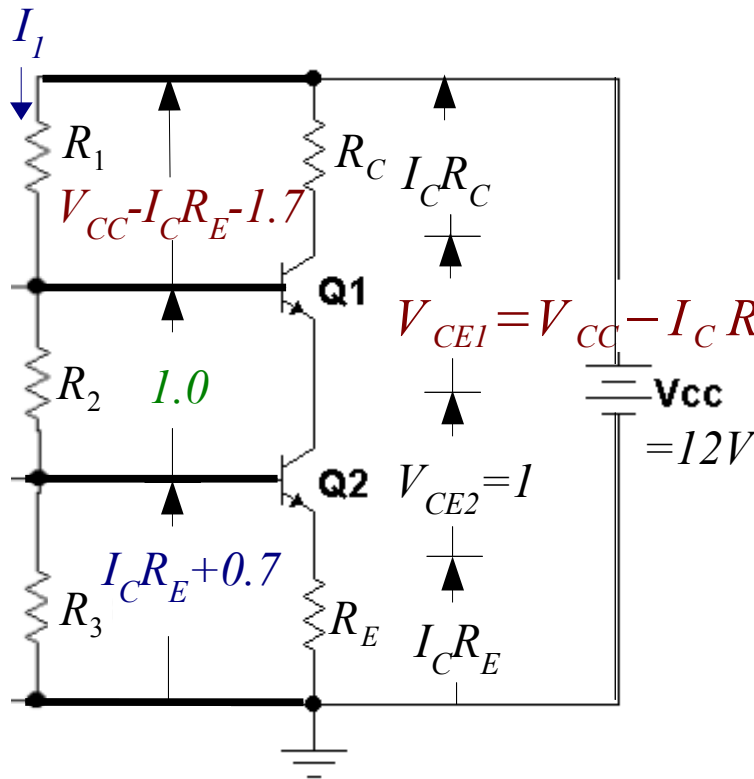 I1
R1
RC
ICRC
VCC-ICRE-1.7
Q1
VCE1=VCC−ICR
R2
1.0
Vcc
=12V
Q2
VCE2=1
ICRE+0.7
R3
RE
ICRE